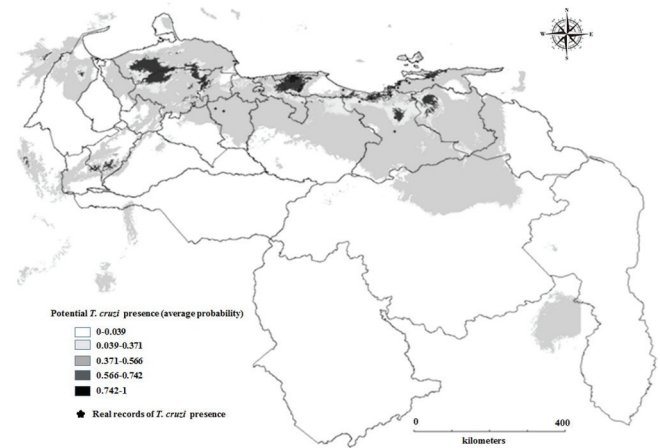 N
W E
S
Potential T. cruzi presence (average probability)
0-0.039
0.039-0.371
0.371-0.566
0.566-0.742
0.742-1
Real records of T. cruzi presence
0 400
kilometers